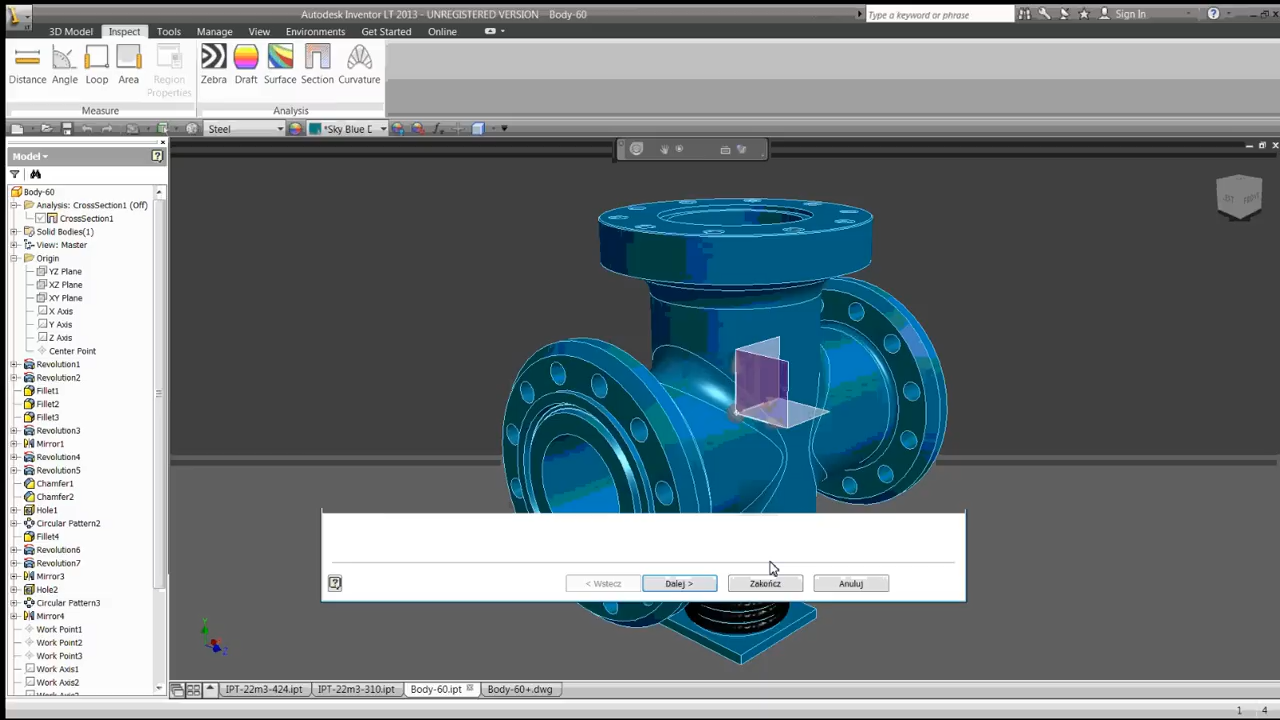 Autodesk Inventor LT 2013 - UNREGISTERED VERSION Body-60
Type a keyword or phrase
Sign In
3D Model Inspect Tools Manage View Environments Get Started Online
Distance Angle Loop Area Region Properties Zebra Draft Surface Section Curvature
Measure Analysis
Steel
*Sky Blue D
Model
Body-60
Analysis: CrossSection1 (Off)
CrossSection1
Solid Bodies(1)
View: Master
Origin
YZ Plane
XZ Plane
XY Plane
X Axis
Y Axis
Z Axis
Center Point
Revolution1
Revolution2
Fillet1
Fillet2
Fillet3
Revolution3
Mirror1
Revolution4
Revolution5
Chamfer1
Chamfer2
Hole1
Circular Pattern2
Fillet4
Revolution6
Revolution7
Mirror3
Hole2
Circular Pattern3
Mirror4
Work Point1
Work Point2
Work Point3
Work Axis1
Work Axis2
< Wstecz Dalej > Zakończ Anuluj
IPT-22m3-424.ipt IPT-22m3-310.ipt Body-60.ipt Body-60+.dwg
1 4